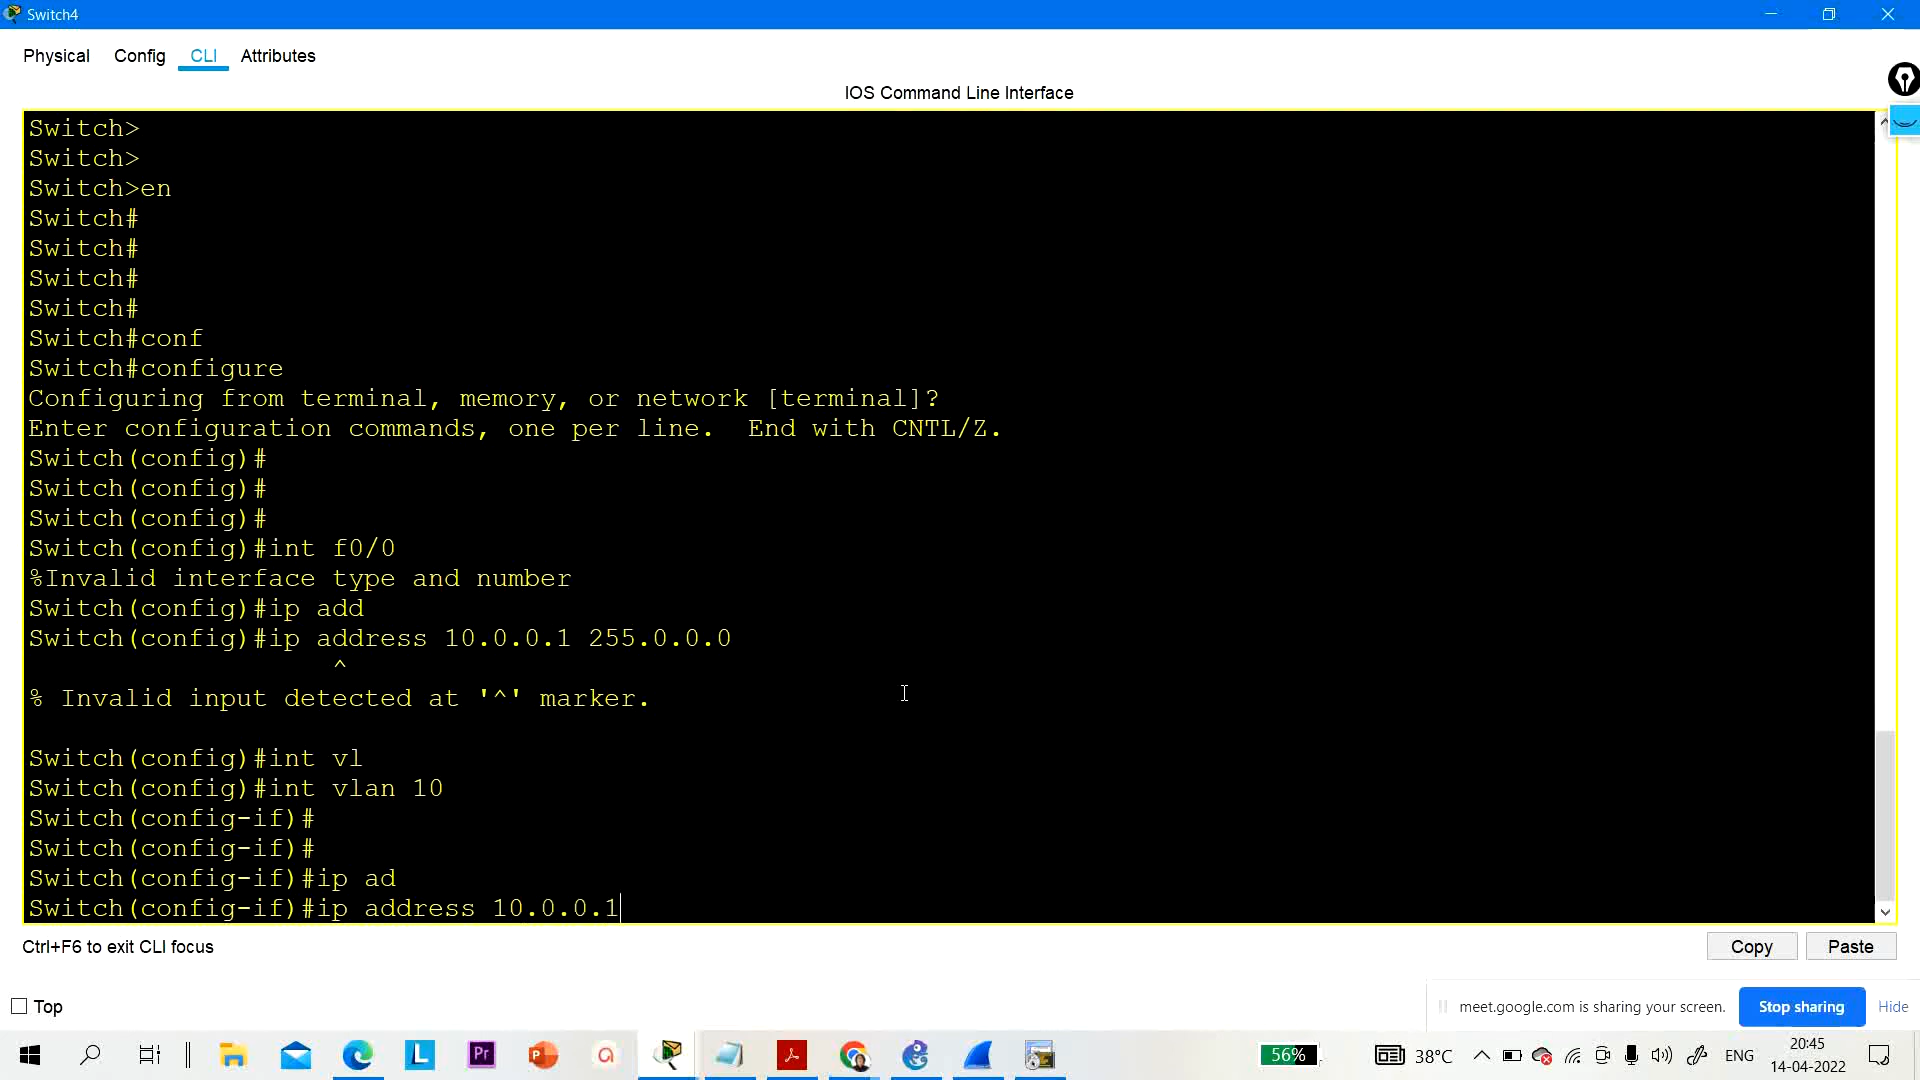 Switch4
Physical Config CLI Attributes
IOS Command Line Interface
Switch>
Switch>
Switch>en
Switch#
Switch#
Switch#
Switch#
Switch#conf
Switch#configure
Configuring from terminal, memory, or network [terminal]?
Enter configuration commands, one per line.  End with CNTL/Z.
Switch(config)#
Switch(config)#
Switch(config)#
Switch(config)#int f0/0
%Invalid interface type and number
Switch(config)#ip add
Switch(config)#ip address 10.0.0.1 255.0.0.0
^
% Invalid input detected at '^' marker.
Switch(config)#int vl
Switch(config)#int vlan 10
Switch(config-if)#
Switch(config-if)#
Switch(config-if)#ip ad
Switch(config-if)#ip address 10.0.0.1
Ctrl+F6 to exit CLI focus
Copy Paste
Top
meet.google.com is sharing your screen. Stop sharing Hide
L Pr P a 56% 38°C ENG 20:45
14-04-2022